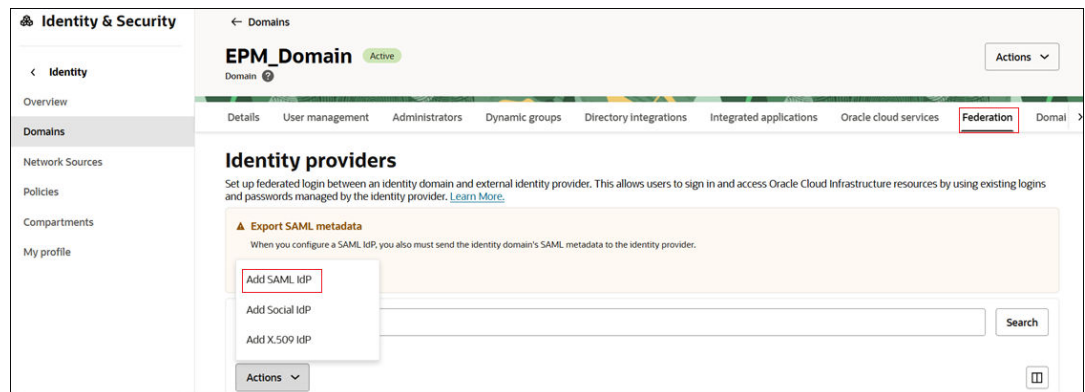 Identity & Security
← Domains
EPM_Domain Active
Domain ?
Actions
< Identity
Overview
Domains
Network Sources
Policies
Compartments
My profile
Details User management Administrators Dynamic groups Directory integrations Integrated applications Oracle cloud services Federation Domai >
Identity providers
Set up federated login between an identity domain and external identity provider. This allows users to sign in and access Oracle Cloud Infrastructure resources by using existing logins
and passwords managed by the identity provider. Learn More.
Export SAML metadata
When you configure a SAML IdP, you also must send the identity domain's SAML metadata to the identity provider.
Add SAML IdP
Add Social IdP
Add X.509 IdP
Search
Actions